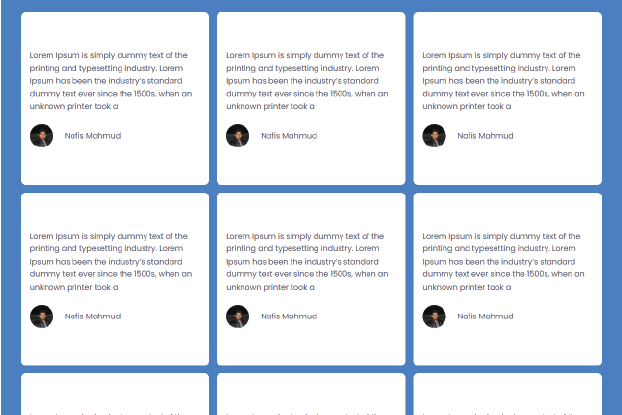 Lorem Ipsum is simply dummy text of the
printing and typesetting industry. Lorem
Ipsum has been the industry's standard
dummy text ever since the 1500s, when an
unknown printer took a
Nafis Mahmud
Lorem Ipsum is simply dummy text of the
printing and typesetting industry. Lorem
Ipsum has been the industry's standard
dummy text ever since the 1500s, when an
unknown printer took a
Nafis Mahmud
Lorem Ipsum is simply dummy text of the
printing and typesetting industry. Lorem
Ipsum has been the industry's standard
dummy text ever since the 1500s, when an
unknown printer took a
Nafis Mahmud
Lorem Ipsum is simply dummy text of the
printing and typesetting industry. Lorem
Ipsum has been the industry's standard
dummy text ever since the 1500s, when an
unknown printer took a
Nafis Mahmud
Lorem Ipsum is simply dummy text of the
printing and typesetting industry. Lorem
Ipsum has been the industry's standard
dummy text ever since the 1500s, when an
unknown printer took a
Nafis Mahmud
Lorem Ipsum is simply dummy text of the
printing and typesetting industry. Lorem
Ipsum has been the industry's standard
dummy text ever since the 1500s, when an
unknown printer took a
Nafis Mahmud